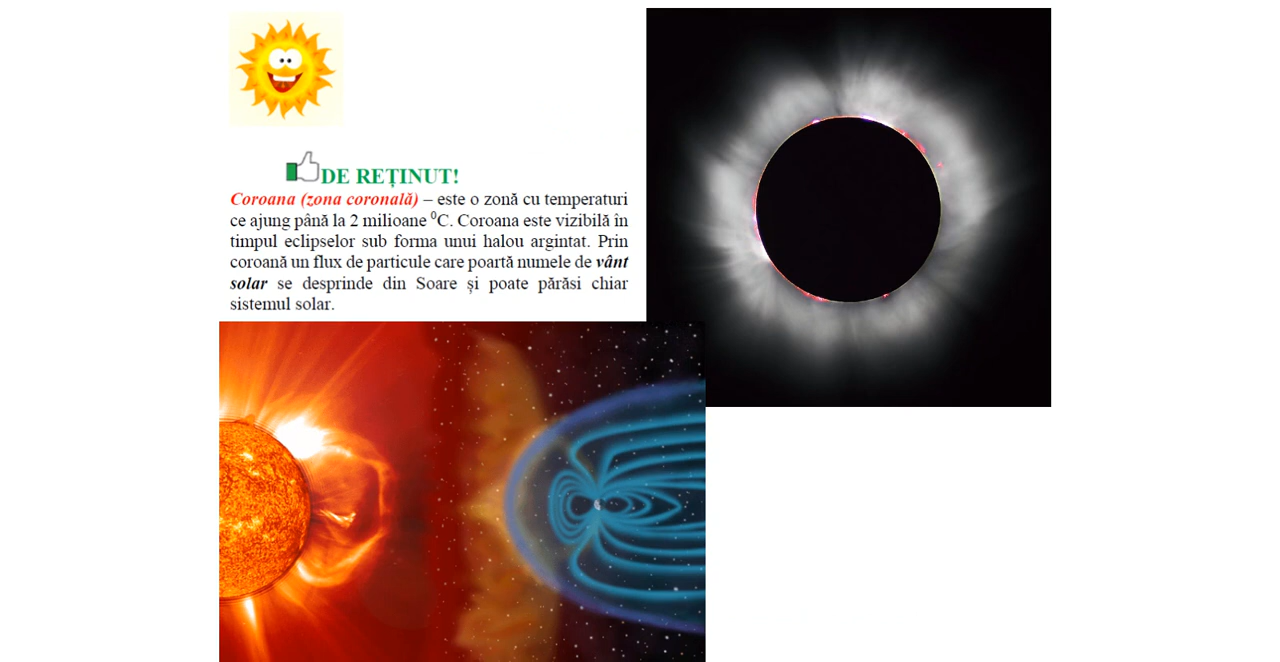 DE REȚINUT!
Coroana (zona coronală) – este o zonă cu temperaturi
ce ajung până la 2 milioane ⁰C. Coroana este vizibilă în
timpul eclipselor sub forma unui halou argintat. Prin
coroană un flux de particule care poartă numele de vânt
solar se desprinde din Soare și poate părăsi chiar
sistemul solar.